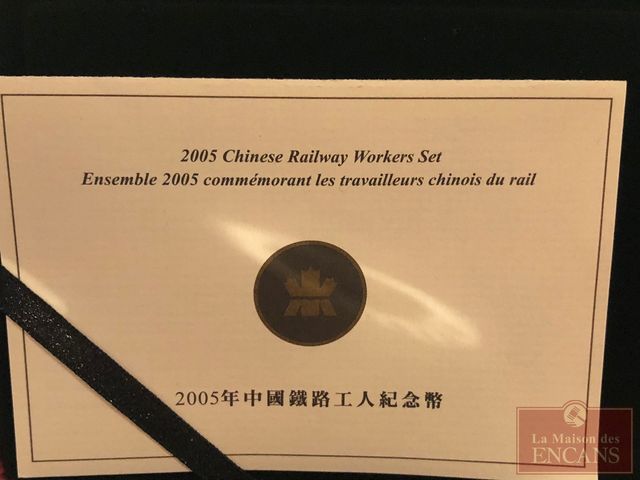 2005 Chinese Railway Workers Set
Ensemble 2005 commémorant les travailleurs chinois du rail
2005年中國鐵路工人紀念幣
La Maison des
ENCANS